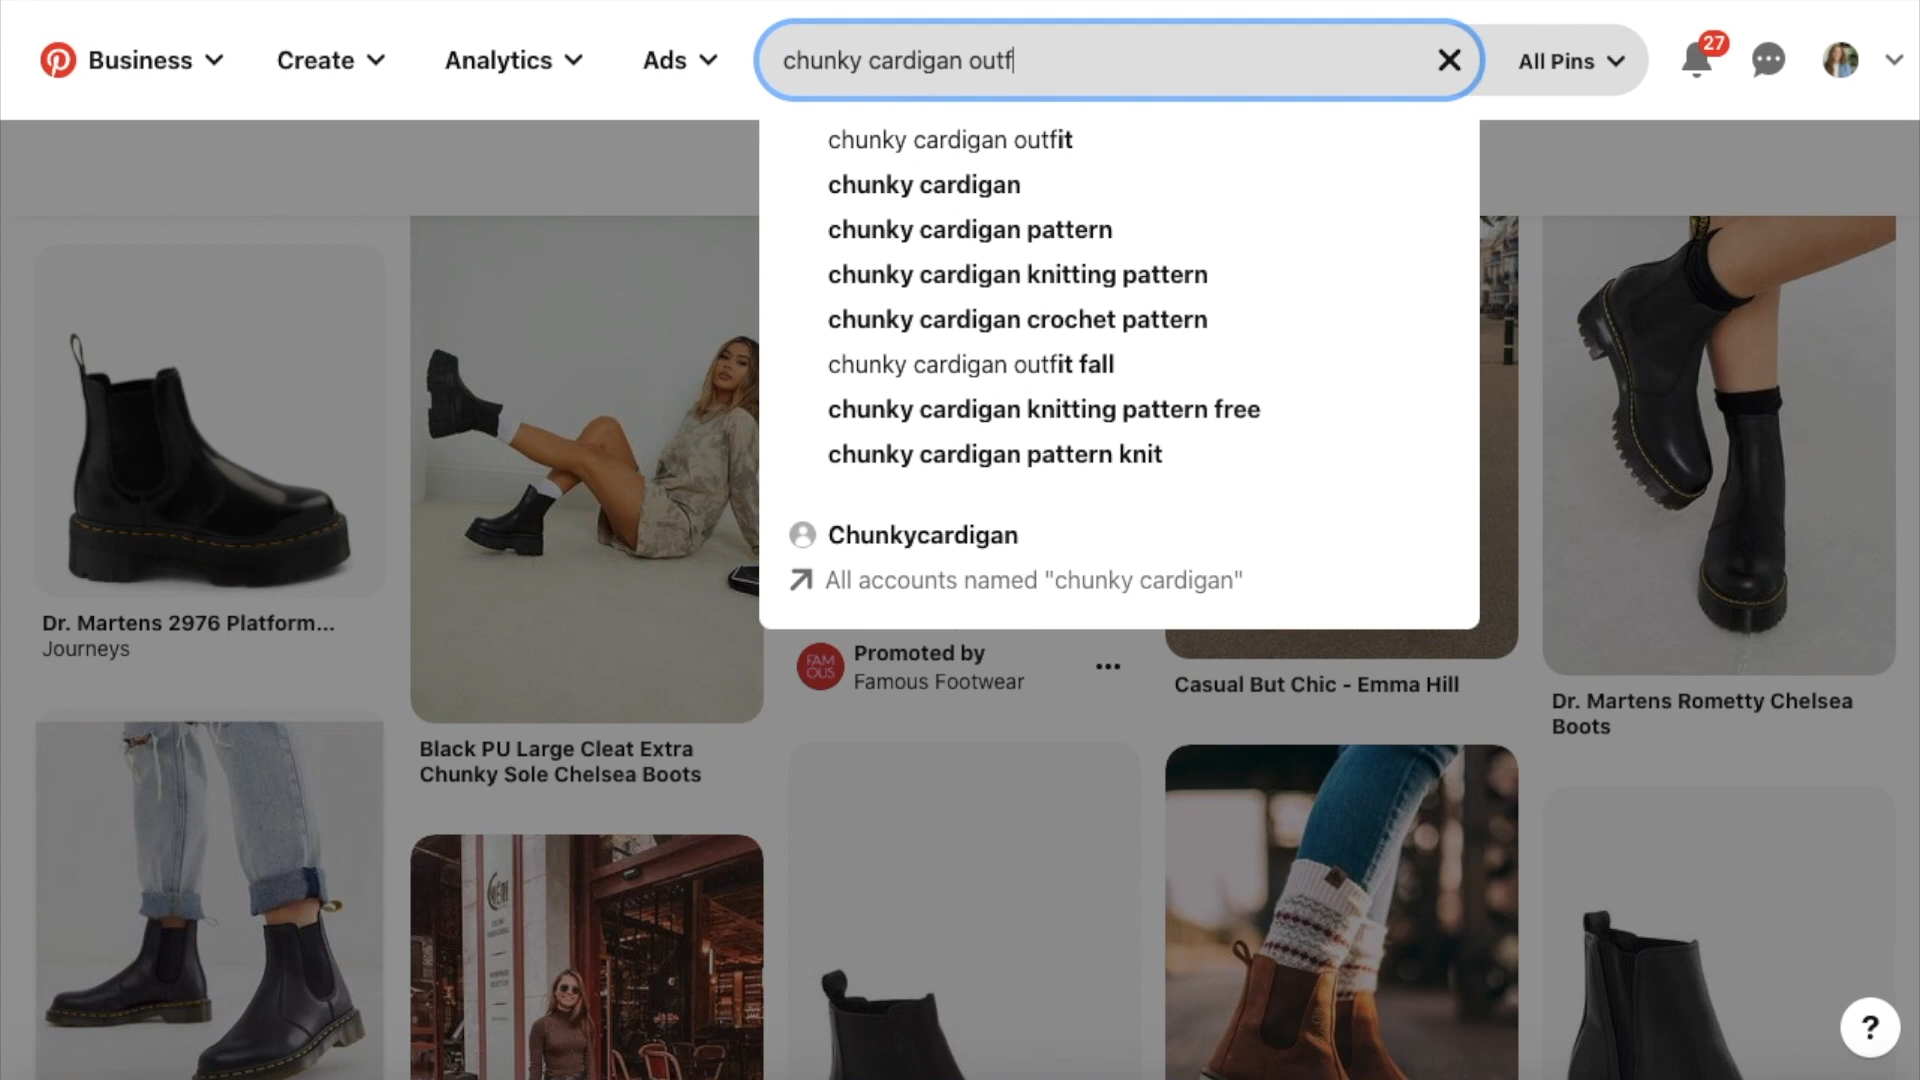 Business
Create
Analytics
Ads
chunky cardigan outf
All Pins
27
chunky cardigan outfit
chunky cardigan
chunky cardigan pattern
chunky cardigan knitting pattern
chunky cardigan crochet pattern
chunky cardigan outfit fall
chunky cardigan knitting pattern free
chunky cardigan pattern knit
Chunkycardigan
All accounts named "chunky cardigan"
Dr. Martens 2976 Platform...
Journeys
Black PU Large Cleat Extra
Chunky Sole Chelsea Boots
FAM
OUS
Promoted by
Famous Footwear
Casual But Chic - Emma Hill
Dr. Martens Rometty Chelsea
Boots
?